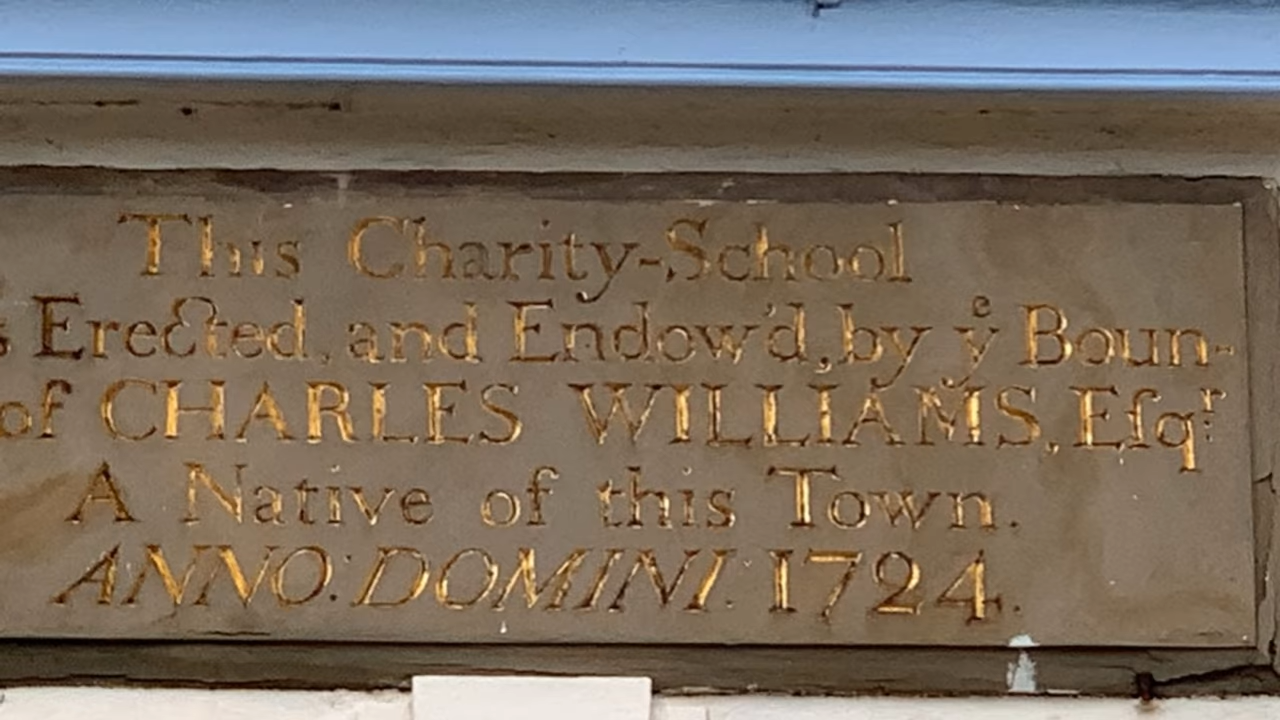 This Charity-School
s Erected, and Endow'd, by yᵉ Boun-
of CHARLES WILLIAMS, Eſqʳ:
A Native of this Town.
ANNO: DOMINI: 1724.